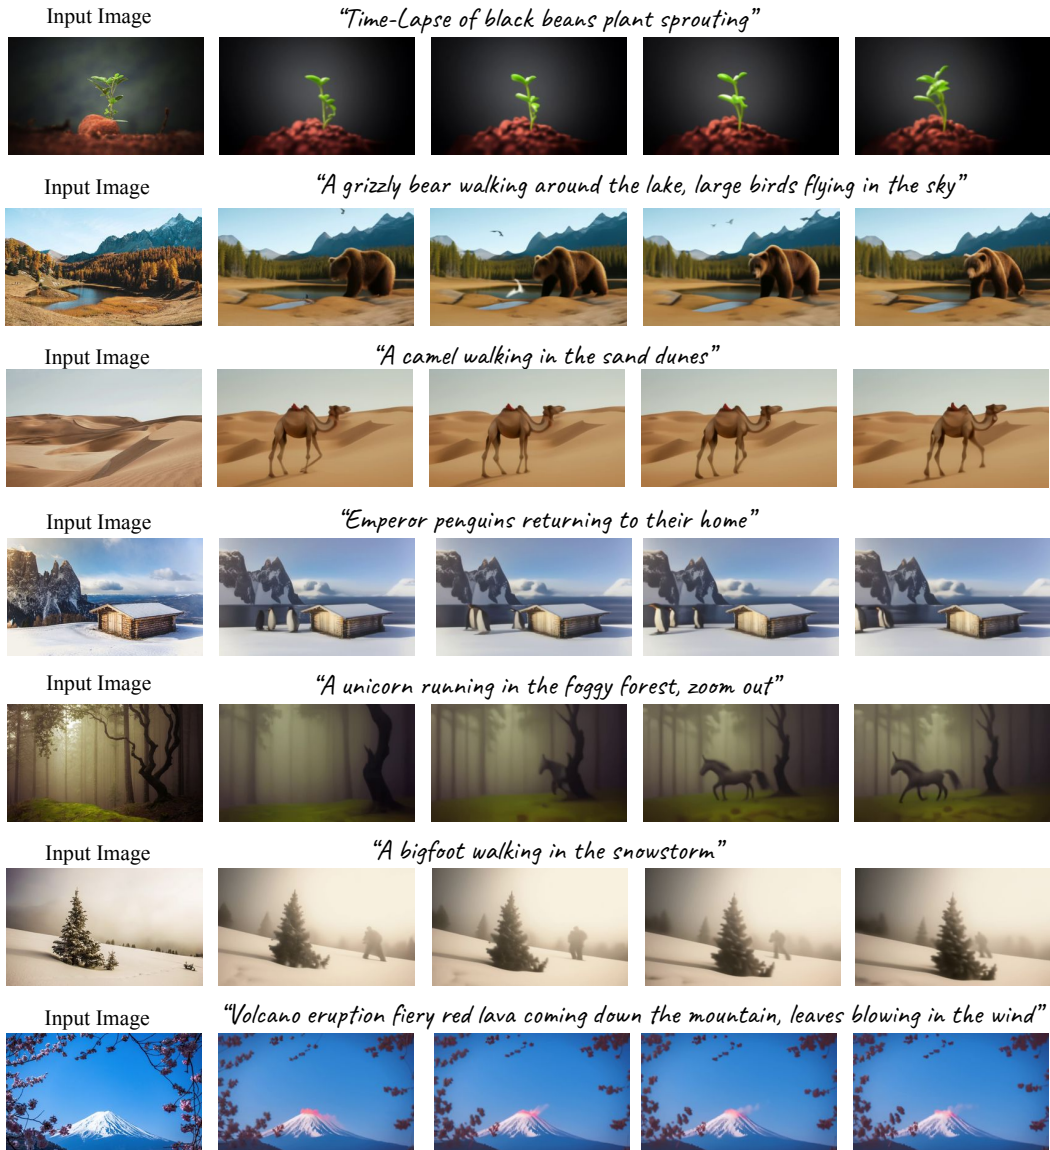 Input Image
“Time-Lapse of black beans plant sprouting”
Input Image
“A grizzly bear walking around the lake, large birds flying in the sky”
Input Image
“A camel walking in the sand dunes”
Input Image
“Emperor penguins returning to their home”
Input Image
“A unicorn running in the foggy forest, zoom out”
Input Image
“A bigfoot walking in the snowstorm”
Input Image
“Volcano eruption fiery red lava coming down the mountain, leaves blowing in the wind”